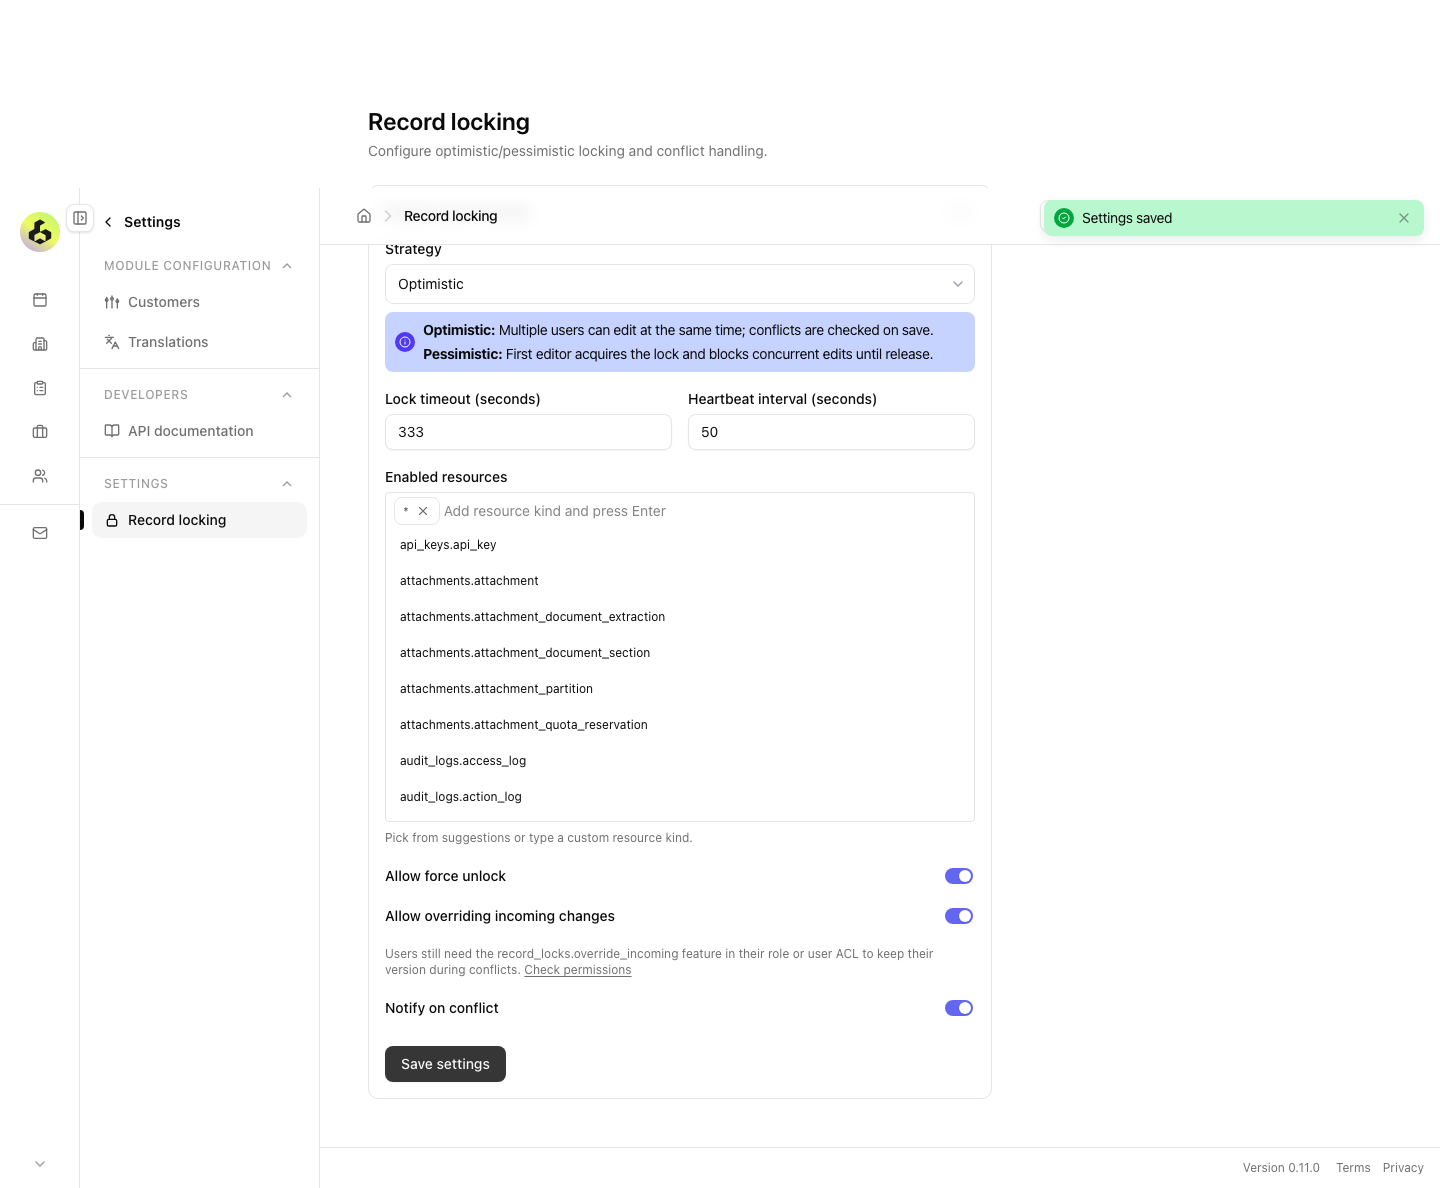 Record locking
Configure optimistic/pessimistic locking and conflict handling.
Record locking
Settings saved
Settings
MODULE CONFIGURATION
Customers
Translations
DEVELOPERS
API documentation
SETTINGS
Record locking
Strategy
Optimistic
Optimistic: Multiple users can edit at the same time; conflicts are checked on save.
Pessimistic: First editor acquires the lock and blocks concurrent edits until release.
Lock timeout (seconds)
Heartbeat interval (seconds)
333
50
Enabled resources
* Add resource kind and press Enter
api_keys.api_key
attachments.attachment
attachments.attachment_document_extraction
attachments.attachment_document_section
attachments.attachment_partition
attachments.attachment_quota_reservation
audit_logs.access_log
audit_logs.action_log
Pick from suggestions or type a custom resource kind.
Allow force unlock
Allow overriding incoming changes
Users still need the record_locks.override_incoming feature in their role or user ACL to keep their
version during conflicts. Check permissions
Notify on conflict
Save settings
Version 0.11.0 Terms Privacy